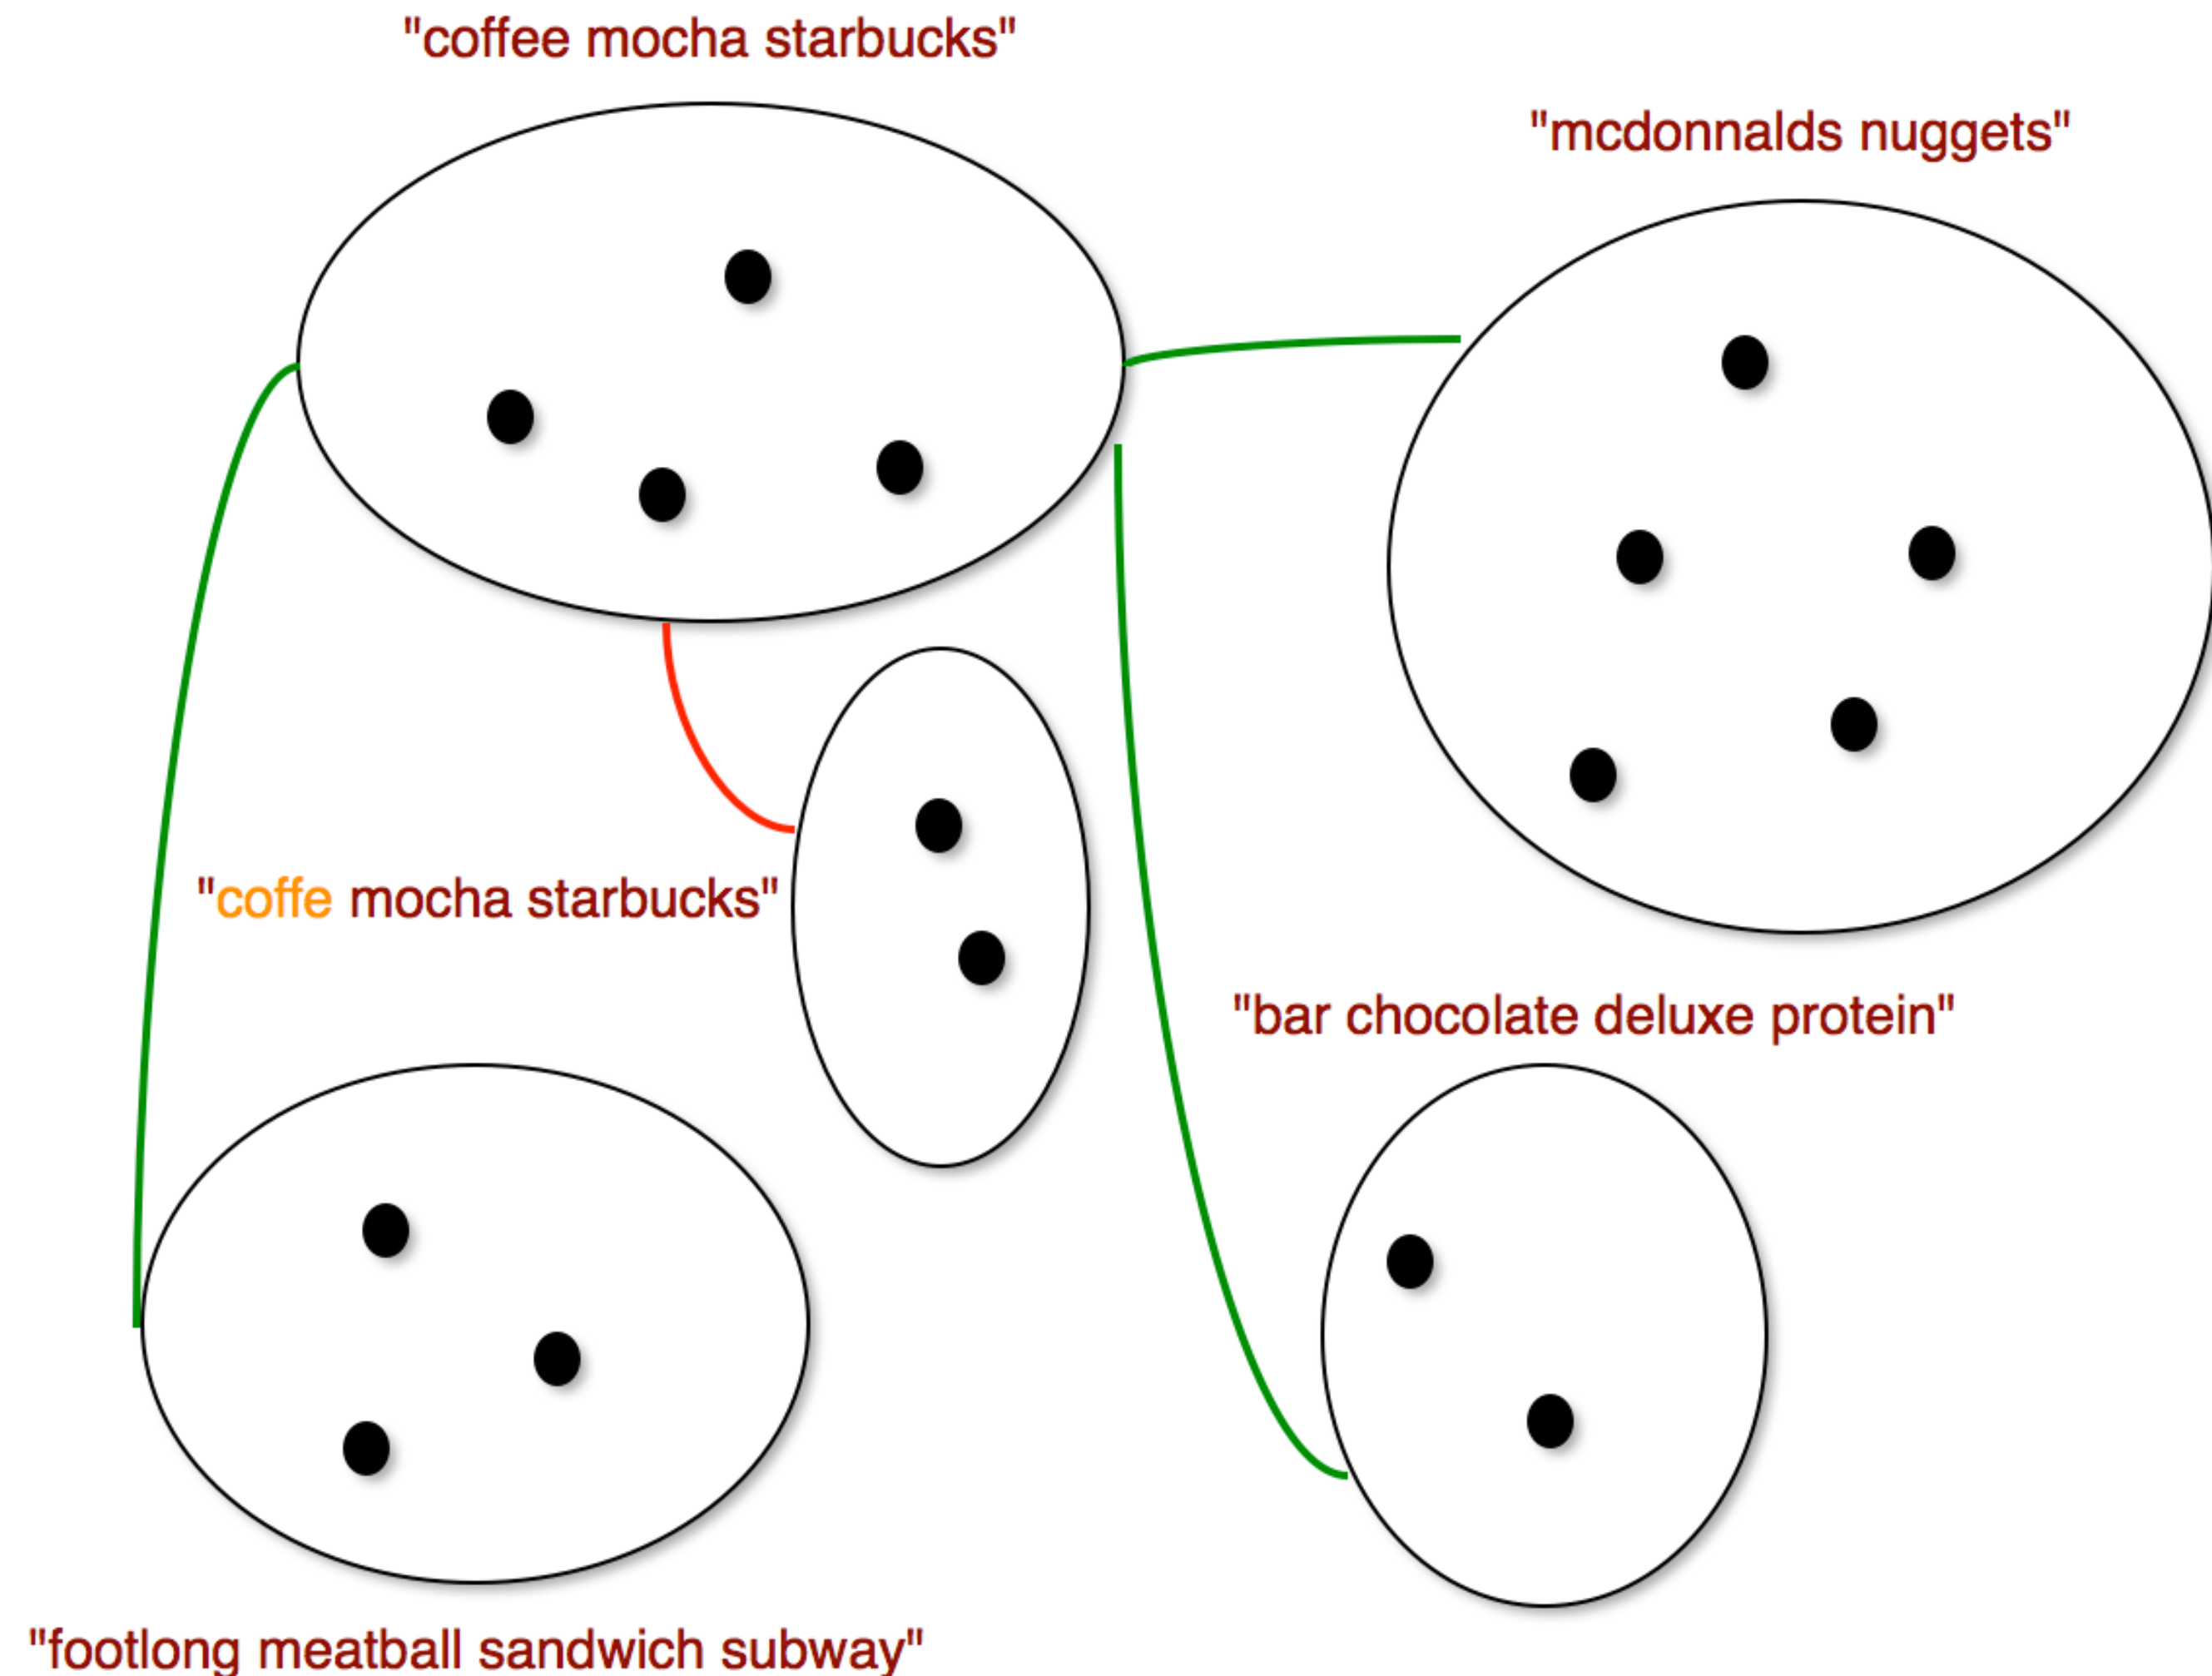 "coffee mocha starbucks"
"mcdonnalds nuggets"
"coffe mocha starbucks"
"bar chocolate deluxe protein"
"footlong meatball sandwich subway"